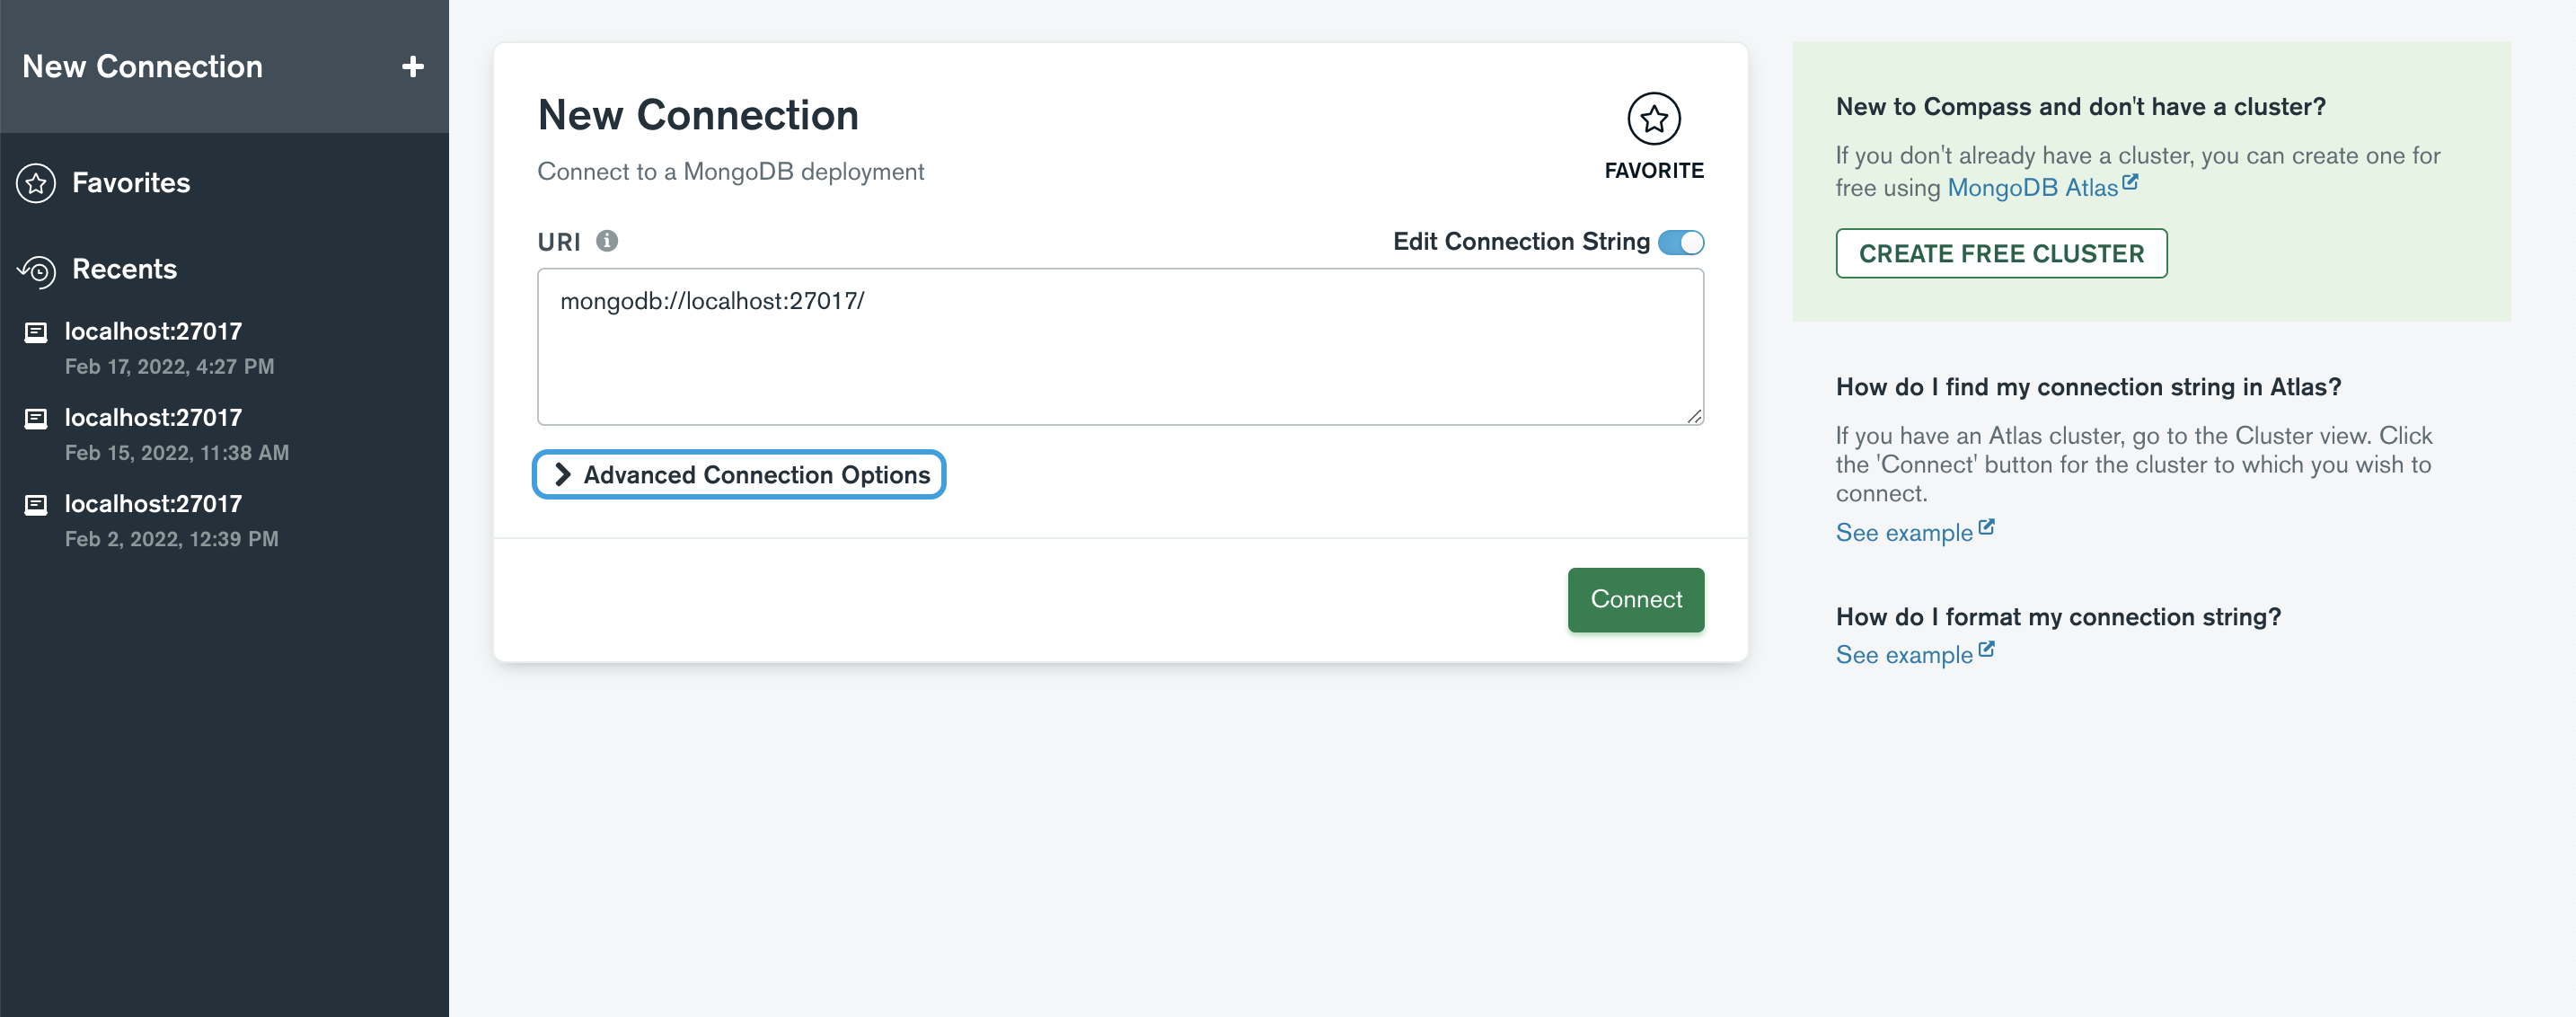 New Connection
Favorites
Recents
localhost:27017
Feb 17, 2022, 4:27 PM
localhost:27017
Feb 15, 2022, 11:38 AM
localhost:27017
Feb 2, 2022, 12:39 PM
New Connection
Connect to a MongoDB deployment
FAVORITE
URI
Edit Connection String
mongodb://localhost:27017/
Advanced Connection Options
Connect
New to Compass and don't have a cluster?
If you don't already have a cluster, you can create one for
free using MongoDB Atlas
CREATE FREE CLUSTER
How do I find my connection string in Atlas?
If you have an Atlas cluster, go to the Cluster view. Click
the 'Connect' button for the cluster to which you wish to
connect.
See example
How do I format my connection string?
See example